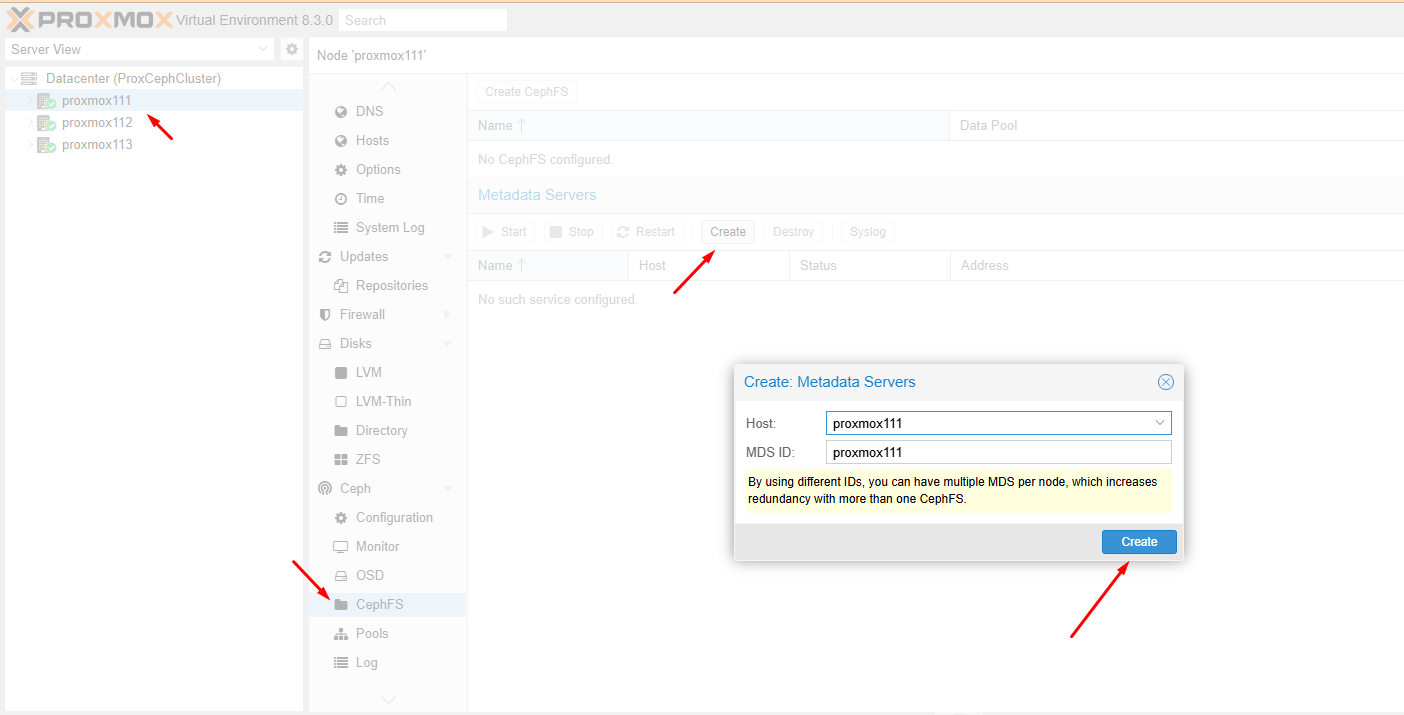 PROXMOX Virtual Environment 8.3.0 Search
Server View
Datacenter (ProxCephCluster)
proxmox111
proxmox112
proxmox113
Node 'proxmox111'
DNS
Hosts
Options
Time
System Log
Updates
Repositories
Firewall
Disks
LVM
LVM-Thin
Directory
ZFS
Ceph
Configuration
Monitor
OSD
CephFS
Pools
Log
Create CephFS
Name Data Pool
No CephFS configured.
Metadata Servers
Start Stop Restart Create Destroy Syslog
Name Host Status Address
No such service configured.
Create: Metadata Servers
Host: proxmox111
MDS ID: proxmox111
By using different IDs, you can have multiple MDS per node, which increases
redundancy with more than one CephFS.
Create